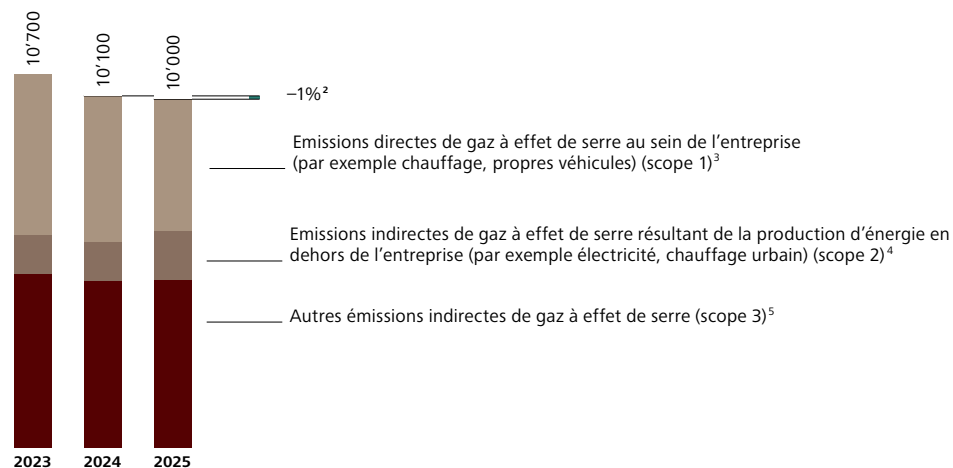 10’700
10’100
10’000
–1%²
Emissions directes de gaz à effet de serre au sein de l’entreprise
(par exemple chauffage, propres véhicules) (scope 1)³
Emissions indirectes de gaz à effet de serre résultant de la production d’énergie en
dehors de l’entreprise (par exemple électricité, chauffage urbain) (scope 2)⁴
Autres émissions indirectes de gaz à effet de serre (scope 3)⁵
2023 2024 2025